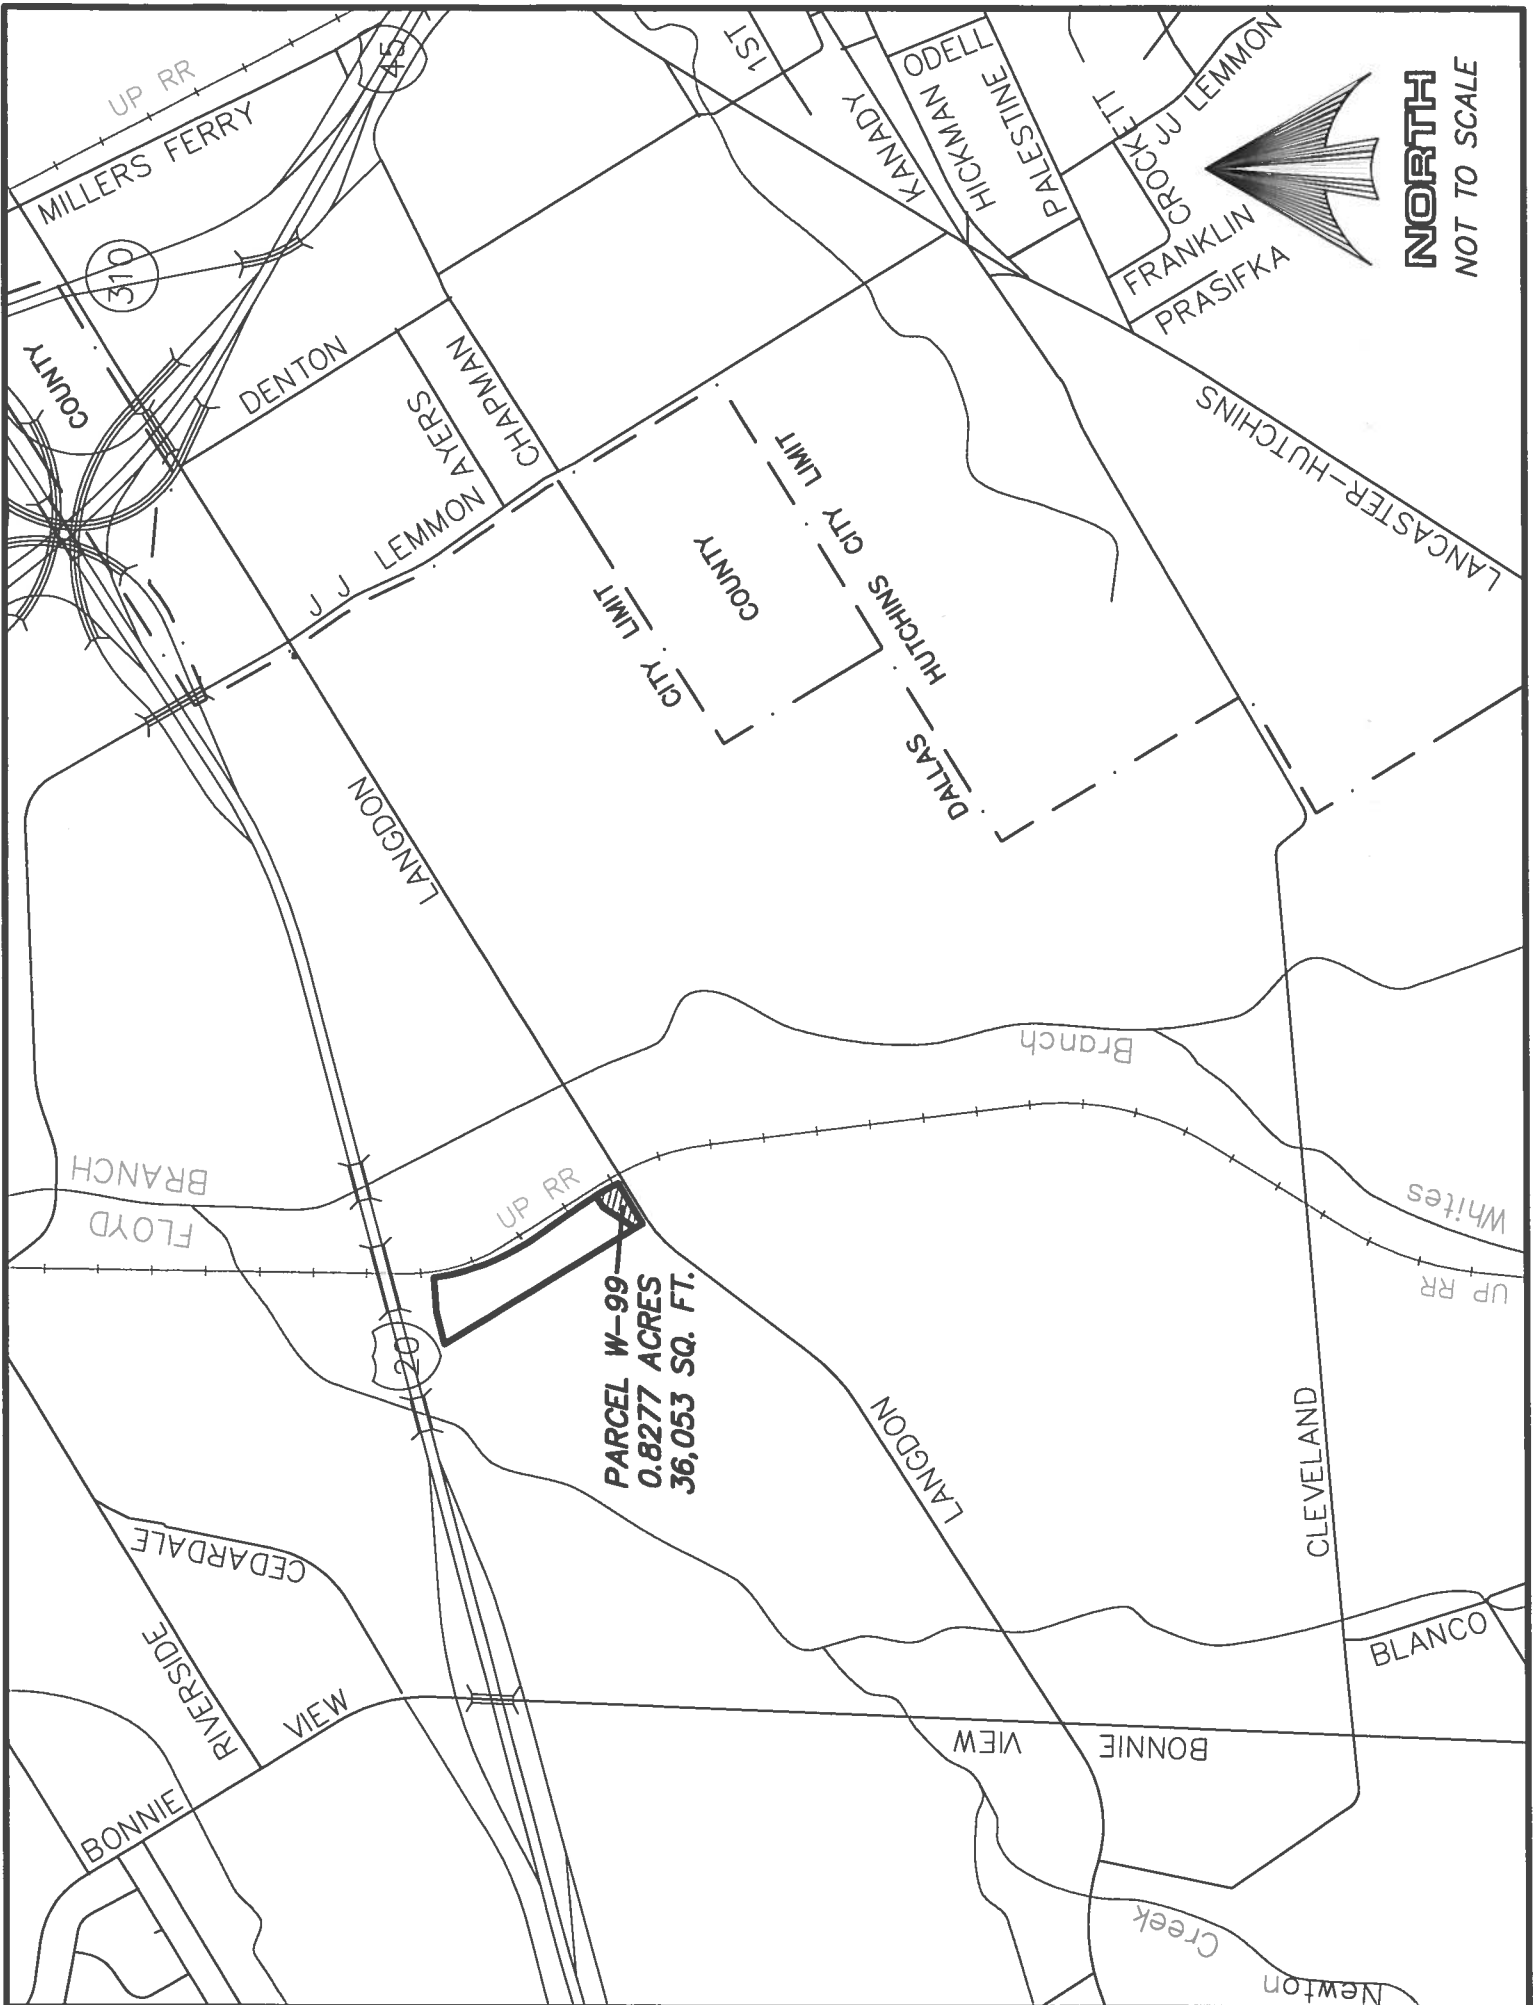 UP RR
MILLERS FERRY
45
310
COUNTY
DENTON
AYERS
CHAPMAN
J J LEMMON
1ST
KANADY
HICKMAN
ODELL
PALESTINE
CROCKETT
JJ LEMMON
FRANKLIN
PRASIFKA
LANCASTER-HUTCHINS
NORTH
NOT TO SCALE
CITY LIMIT
COUNTY
HUTCHINS CITY LIMIT
DALLAS
LANGDON
FLOYD
BRANCH
UP RR
20
PARCEL W-99
0.8277 ACRES
36,053 SQ. FT.
Branch
Whites
UP RR
LANGDON
CLEVELAND
CEDARDALE
RIVERSIDE
BONNIE VIEW
BONNIE VIEW
BLANCO
Newton
Creek